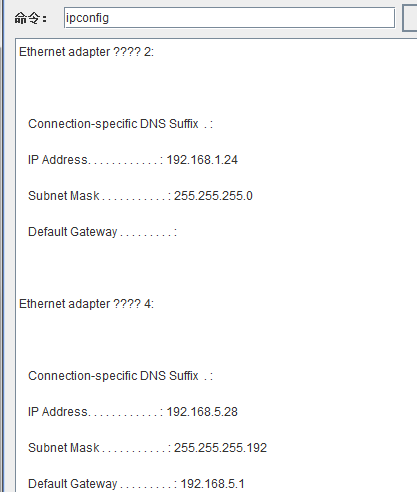 命令： ipconfig
Ethernet adapter ???? 2:
Connection-specific DNS Suffix  . :
IP Address. . . . . . . . . . . . : 192.168.1.24
Subnet Mask . . . . . . . . . . . : 255.255.255.0
Default Gateway . . . . . . . . . :
Ethernet adapter ???? 4:
Connection-specific DNS Suffix  . :
IP Address. . . . . . . . . . . . : 192.168.5.28
Subnet Mask . . . . . . . . . . . : 255.255.255.192
Default Gateway . . . . . . . . . : 192.168.5.1